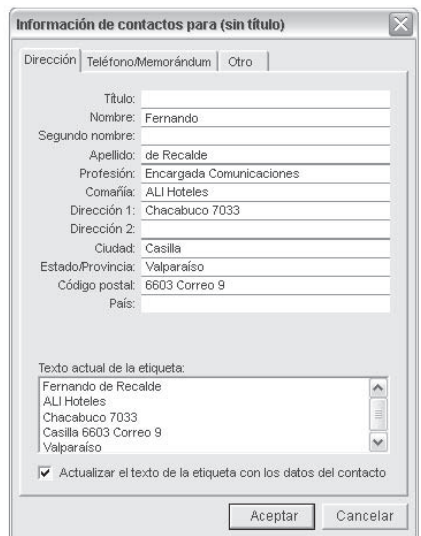 Información de contactos para (sin título)
Dirección Teléfono/Memorándum Otro
Título:
Nombre: Fernando
Segundo nombre:
Apellido: de Recalde
Profesión: Encargada Comunicaciones
Comañía: ALI Hoteles
Dirección 1: Chacabuco 7033
Dirección 2:
Ciudad: Casilla
Estado/Provincia: Valparaíso
Código postal: 6603 Correo 9
País:
Texto actual de la etiqueta:
Fernando de Recalde
ALI Hoteles
Chacabuco 7033
Casilla 6603 Correo 9
Valparaíso
Actualizar el texto de la etiqueta con los datos del contacto
Aceptar Cancelar